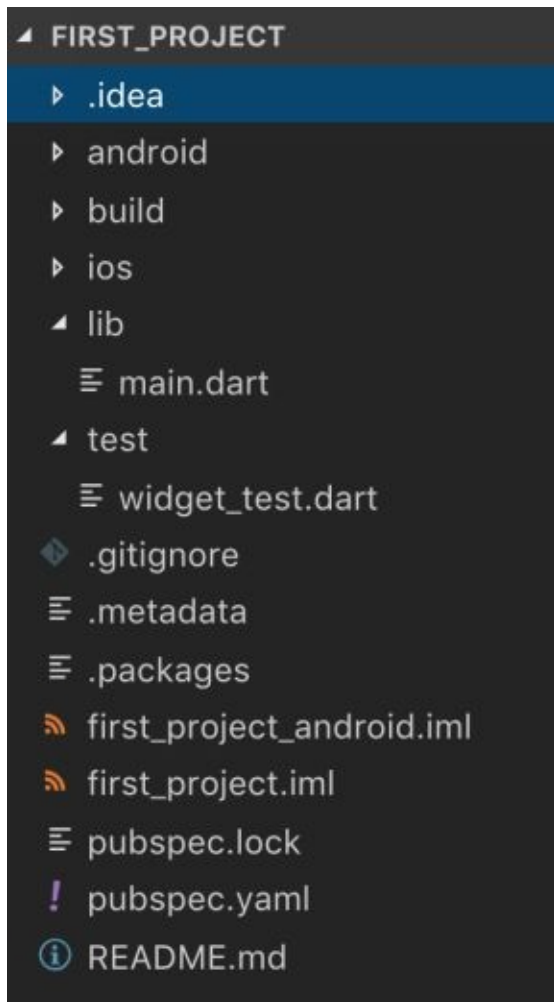 FIRST_PROJECT
.idea
android
build
ios
lib
main.dart
test
widget_test.dart
.gitignore
.metadata
.packages
first_project_android.iml
first_project.iml
pubspec.lock
pubspec.yaml
README.md